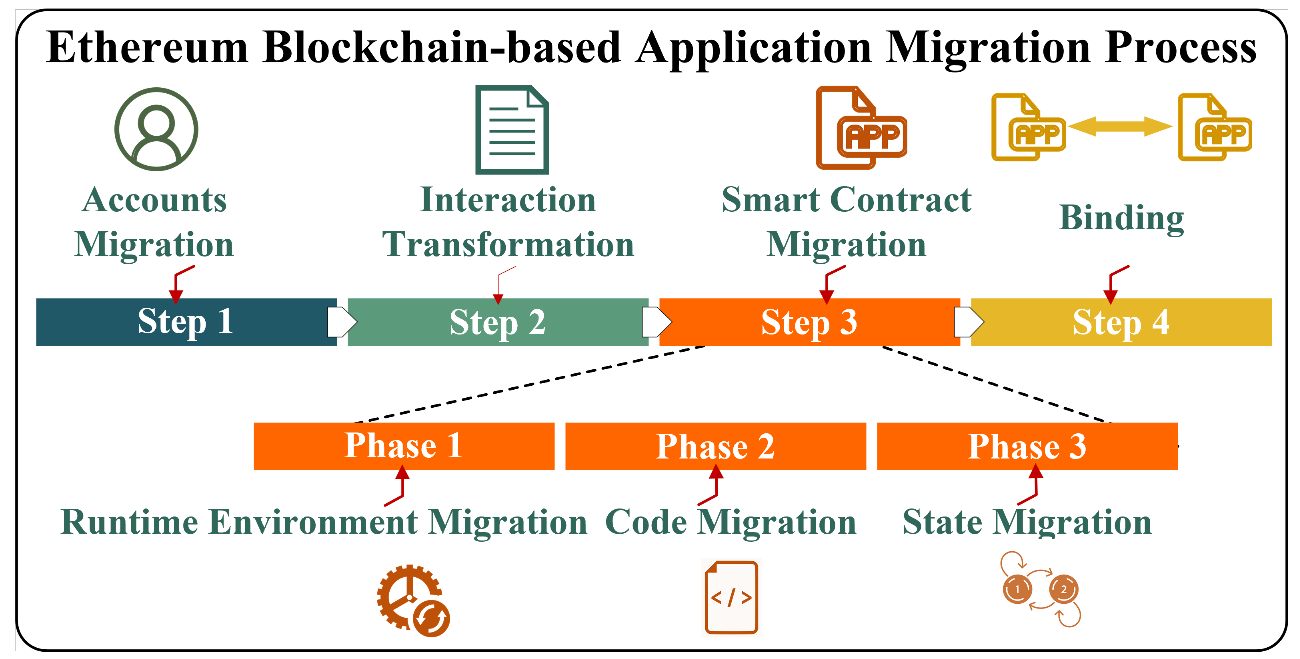 Ethereum Blockchain-based Application Migration Process
APP
APP
APP
Accounts
Migration
Interaction
Transformation
Smart Contract
Migration
Binding
Step 1
Step 2
Step 3
Step 4
Phase 1
Phase 2
Phase 3
Runtime Environment Migration
Code Migration
State Migration
</>
1
2